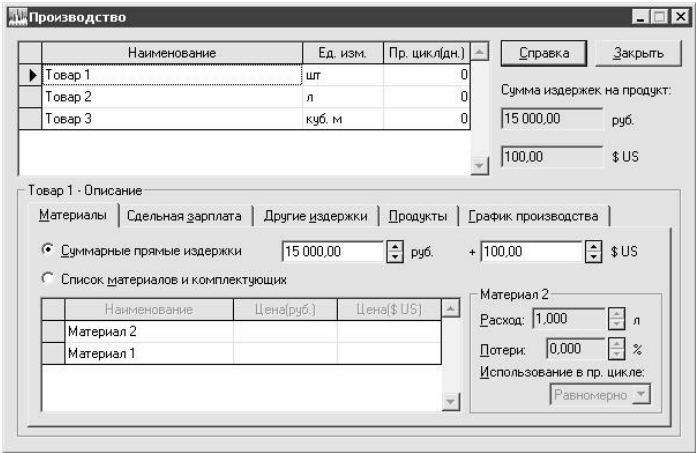 Производство
Наименование Ед. изм. Пр. цикл(дн.)
Товар 1 шт 0
Товар 2 л 0
Товар 3 куб. м 0
Справка Закрыть
Сумма издержек на продукт:
15 000,00 руб.
100,00 $ US
Товар 1 - Описание
Материалы Сдельная зарплата Другие издержки Продукты График производства
Суммарные прямые издержки 15 000,00 руб. + 100,00 $ US
Список материалов и комплектующих
Наименование Цена(руб.) Цена($ US)
Материал 2
Материал 1
Материал 2
Расход: 1,000 л
Потери: 0,000 %
Использование в пр. цикле:
Равномерно